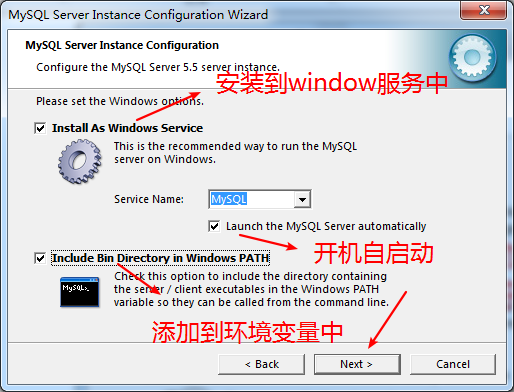 MySQL Server Instance Configuration Wizard
MySQL Server Instance Configuration
Configure the MySQL Server 5.5 server instance.
Please set the Windows options.
安装到window服务中
Install As Windows Service
This is the recommended way to run the MySQL
server on Windows.
Service Name:
MySQL
Launch the MySQL Server automatically
开机自启动
Include Bin Directory in Windows PATH
MySQL>_
Check this option to include the directory containing
the server / client executables in the Windows PATH
variable so they can be called from the command line.
添加到环境变量中
< Back
Next >
Cancel